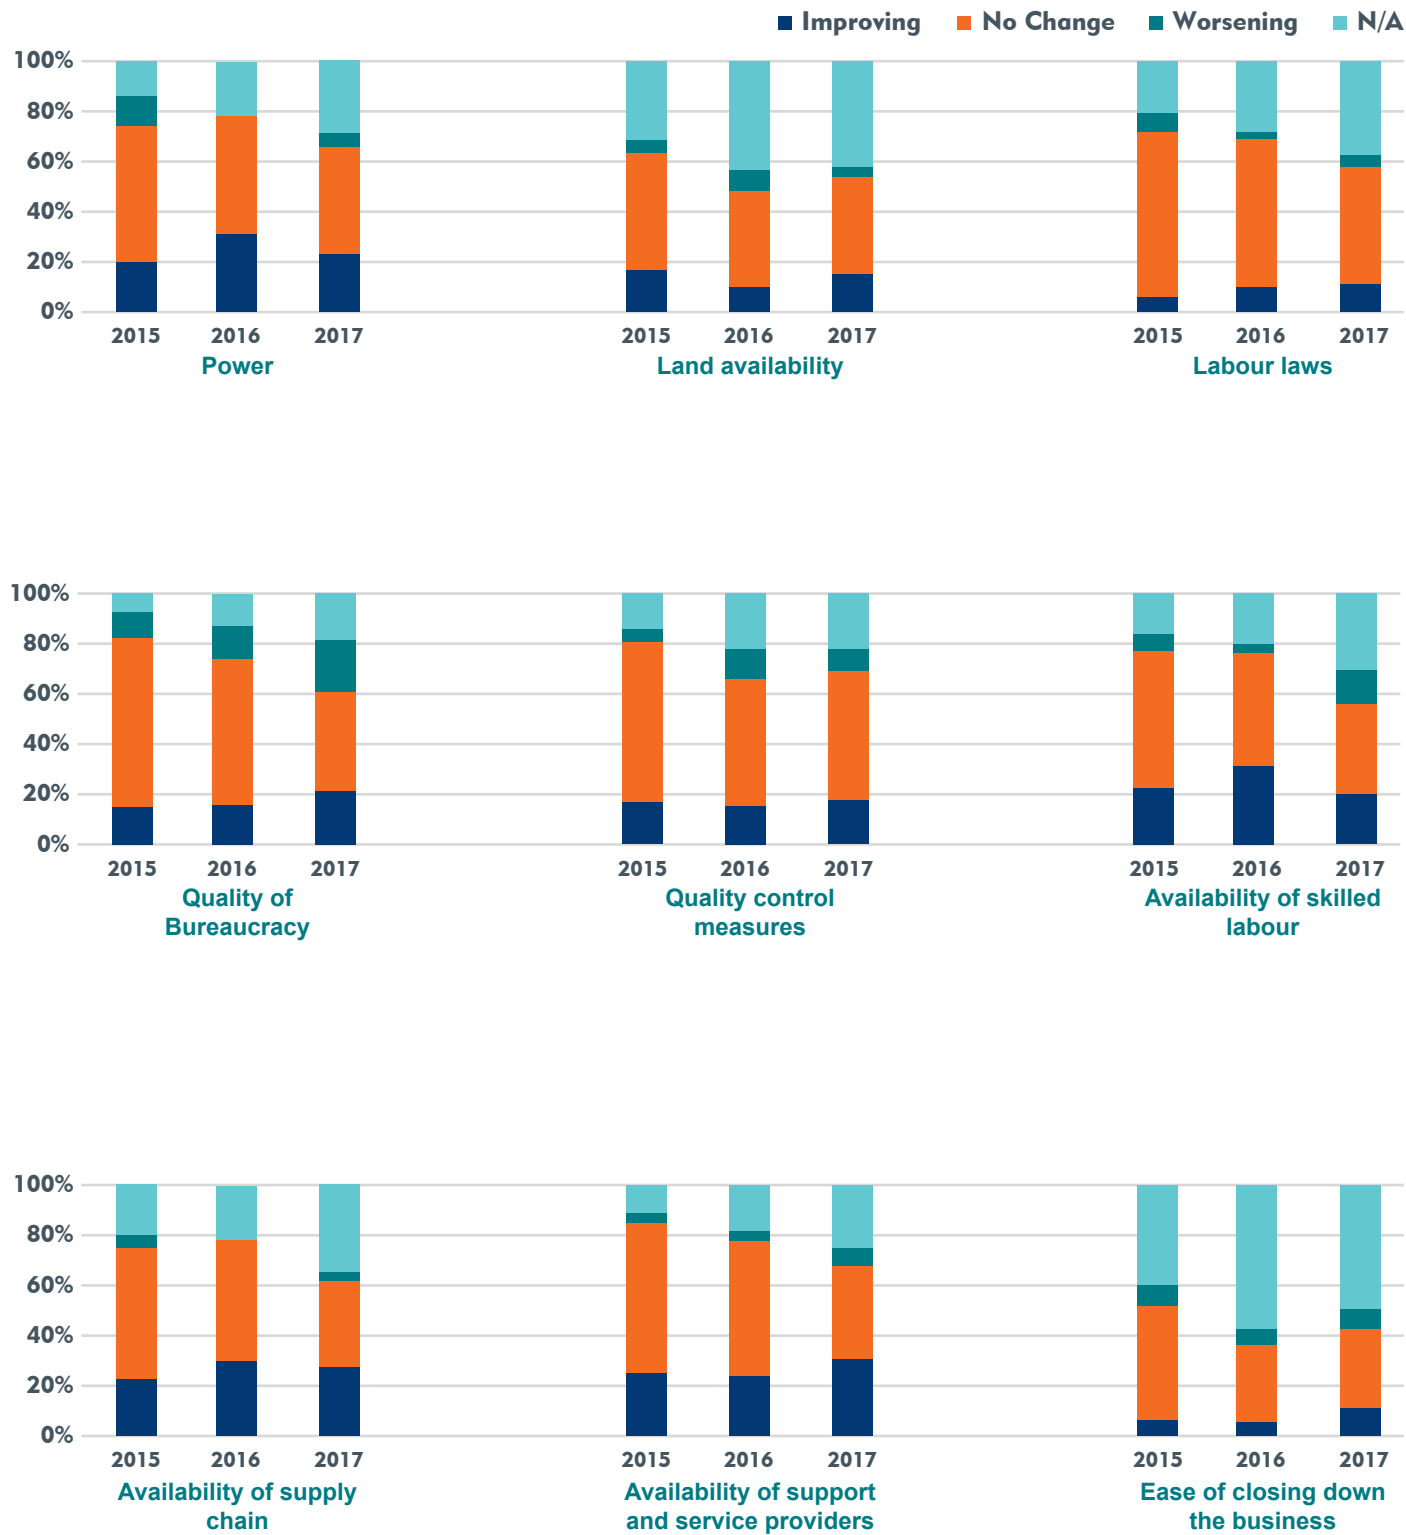 Improving No Change Worsening N/A
100%
80%
60%
40%
20%
0%
2015 2016 2017 2015 2016 2017 2015 2016 2017
Power Land availability Labour laws
100%
80%
60%
40%
20%
0%
2015 2016 2017 2015 2016 2017 2015 2016 2017
Quality of Quality control Availability of skilled
Bureaucracy measures labour
100%
80%
60%
40%
20%
0%
2015 2016 2017 2015 2016 2017 2015 2016 2017
Availability of supply Availability of support Ease of closing down
chain and service providers the business